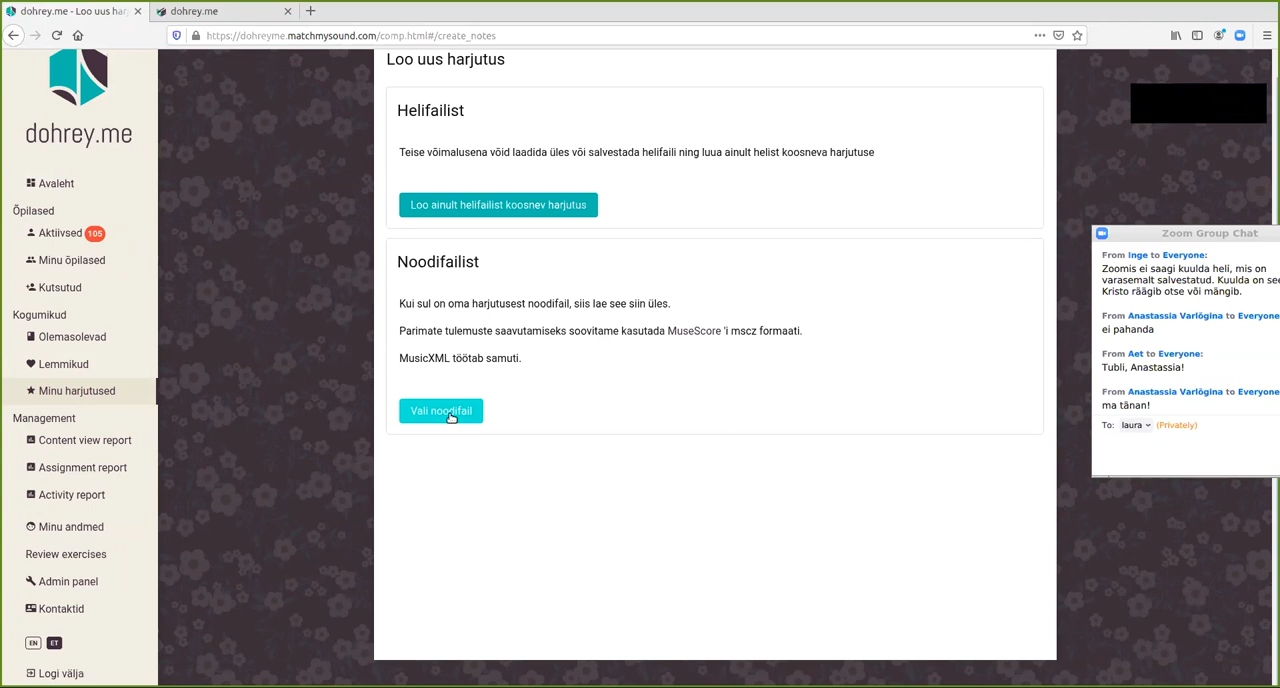 dohrey.me - Loo uus har
dohrey.me
https://dohreyme.matchmysound.com/comp.html#/create_notes
dohrey.me
Avaleht
Õpilased
Aktiivsed 105
Minu õpilased
Kutsutud
Kogumikud
Olemasolevad
Lemmikud
Minu harjutused
Management
Content view report
Assignment report
Activity report
Minu andmed
Review exercises
Admin panel
Kontaktid
EN ET
Logi välja
Loo uus harjutus
Helifailist
Teise võimalusena võid laadida üles või salvestada helifaili ning luua ainult helist koosneva harjutuse
Loo ainult helifailist koosnev harjutus
Noodifailist
Kui sul on oma harjutusest noodifail, siis lae see siin üles.
Parimate tulemuste saavutamiseks soovitame kasutada MuseScore 'i mscz formaati.
MusicXML töötab samuti.
Vali noodifail
Zoom Group Chat
From Inge to Everyone:
Zoomis ei saagi kuulda heli, mis on
varasemalt salvestatud. Kuulda on see
Kristo räägib otse või mängib.
From Anastassia Varlõgina to Everyone
ei pahanda
From Aet to Everyone:
Tubli, Anastassia!
From Anastassia Varlõgina to Everyone
ma tänan!
To: laura (Privately)